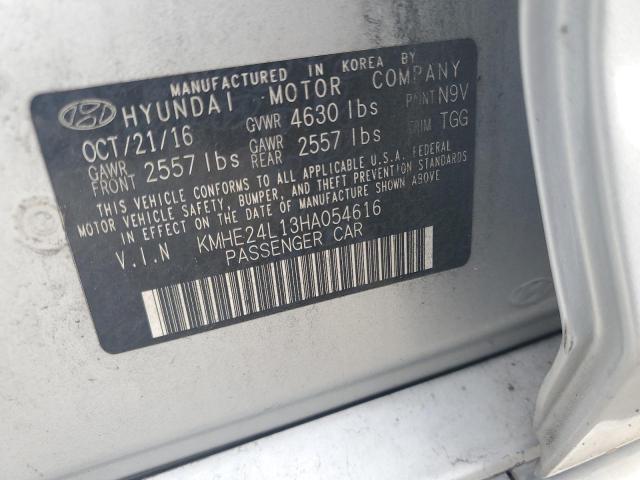 MANUFACTURED IN KOREA BY
HYUNDAI MOTOR COMPANY
OCT/21/16 GVWR 4630 lbs PAINT N9V
GAWR FRONT 2557 lbs GAWR REAR 2557 lbs TRIM TGG
THIS VEHICLE CONFORMS TO ALL APPLICABLE U.S.A. FEDERAL
MOTOR VEHICLE SAFETY, BUMPER, AND THEFT PREVENTION STANDARDS
IN EFFECT ON THE DATE OF MANUFACTURE SHOWN ABOVE
V.I.N KMHE24L13HA054616
PASSENGER CAR